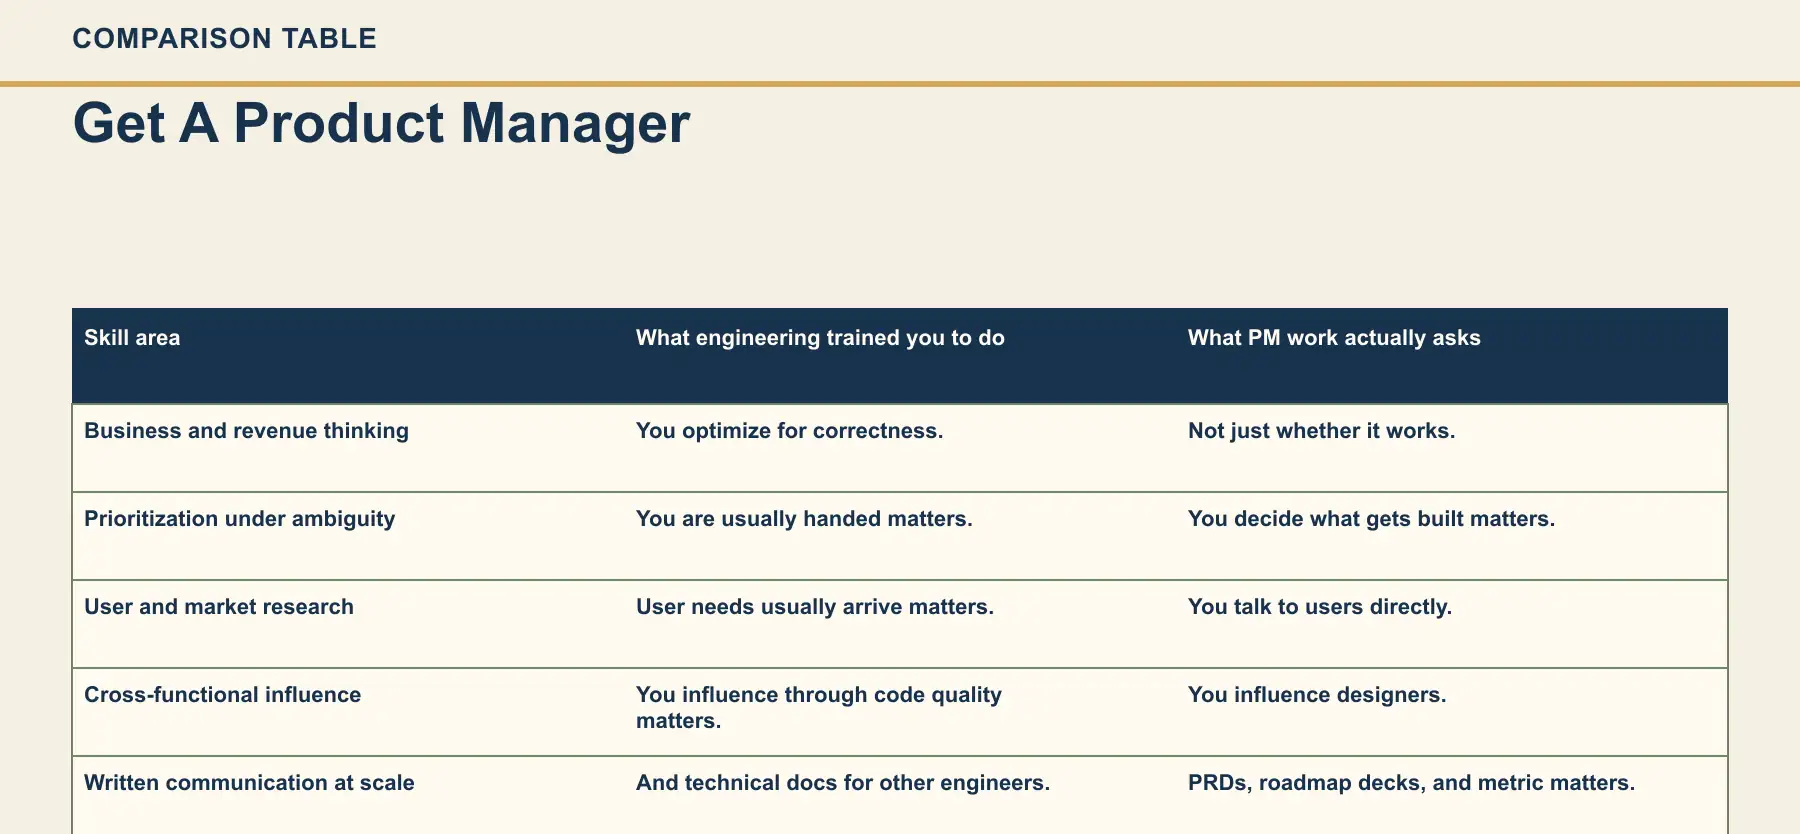 COMPARISON TABLE
Get A Product Manager
Skill area
What engineering trained you to do
What PM work actually asks
Business and revenue thinking
You optimize for correctness.
Not just whether it works.
Prioritization under ambiguity
You are usually handed matters.
You decide what gets built matters.
User and market research
User needs usually arrive matters.
You talk to users directly.
Cross-functional influence
You influence through code quality
matters.
You influence designers.
Written communication at scale
And technical docs for other engineers.
PRDs, roadmap decks, and metric matters.